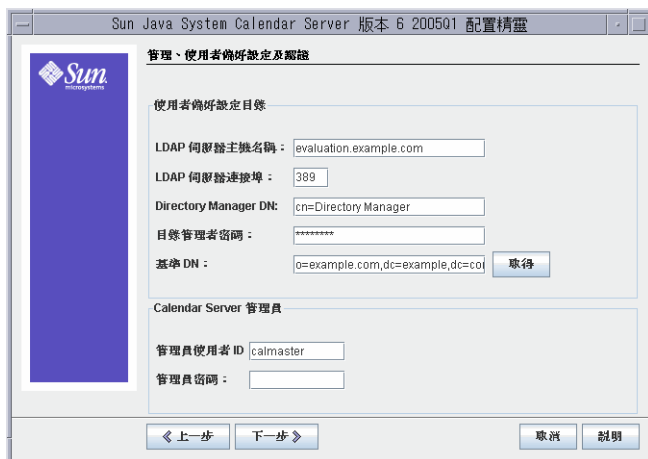 Sun Java System Calendar Server 版本 6 2005Q1 配置精靈
Sun
microsystems
管理、使用者偏好設定及認證
使用者偏好設定目錄
LDAP 伺服器主機名稱： evaluation.example.com
LDAP 伺服器連接埠： 389
Directory Manager DN: cn=Directory Manager
目錄管理者密碼： ********
基準 DN： o=example.com,dc=example,dc=co 取得
Calendar Server 管理員
管理員使用者 ID calmaster
管理員密碼：
上一步 下一步 取消 說明